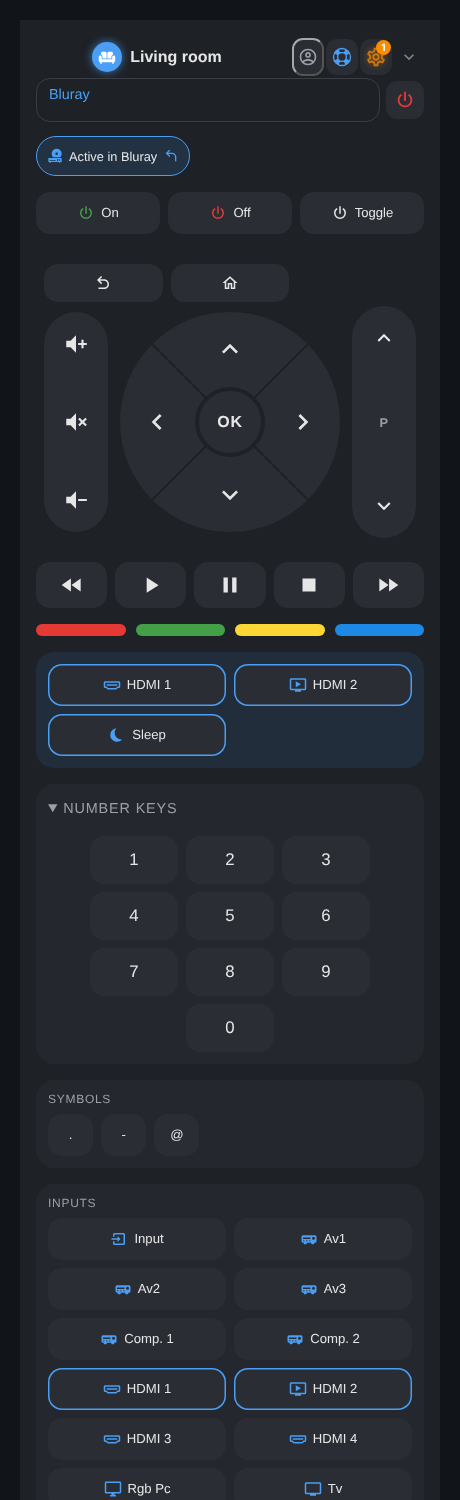 Living room
1
Bluray
Active in Bluray
On Off Toggle
OK
P
HDMI 1 HDMI 2
Sleep
NUMBER KEYS
1 2 3
4 5 6
7 8 9
0
SYMBOLS
. - @
INPUTS
Input Av1
Av2 Av3
Comp. 1 Comp. 2
HDMI 1 HDMI 2
HDMI 3 HDMI 4
Rgb Pc Tv